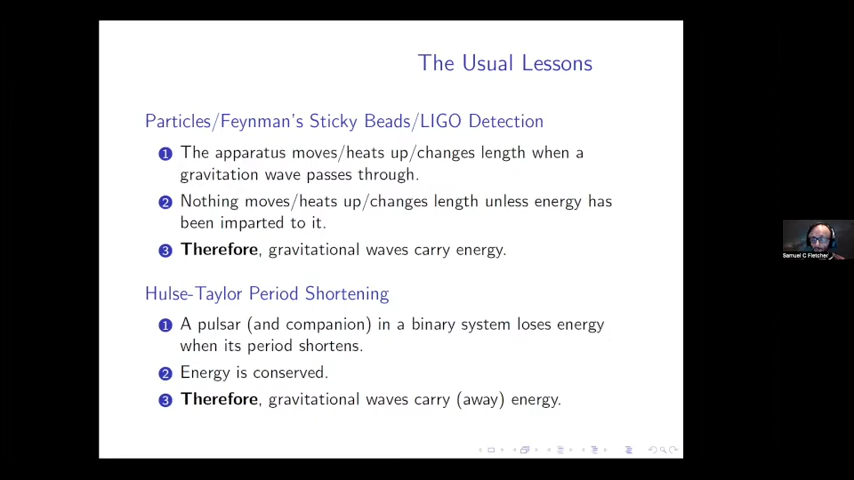 The Usual Lessons
Particles/Feynman's Sticky Beads/LIGO Detection
1 The apparatus moves/heats up/changes length when a
gravitation wave passes through.
2 Nothing moves/heats up/changes length unless energy has
been imparted to it.
3 Therefore, gravitational waves carry energy.
Hulse-Taylor Period Shortening
1 A pulsar (and companion) in a binary system loses energy
when its period shortens.
2 Energy is conserved.
3 Therefore, gravitational waves carry (away) energy.
Samuel C Fletcher